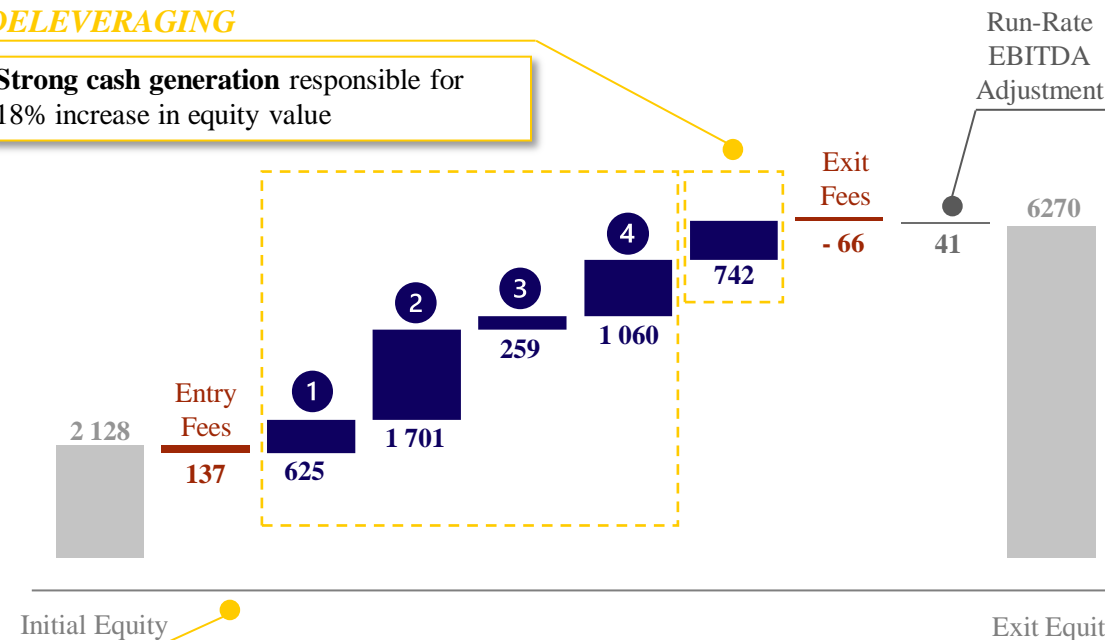 DELEVERAGING
Strong cash generation responsible for
18% increase in equity value
Run-Rate
EBITDA
Adjustment
Exit
Fees
- 66
41
6270
4
742
3
1 060
2
259
1
1 701
Entry
Fees
2 128
137
625
Initial Equity
Exit Equit